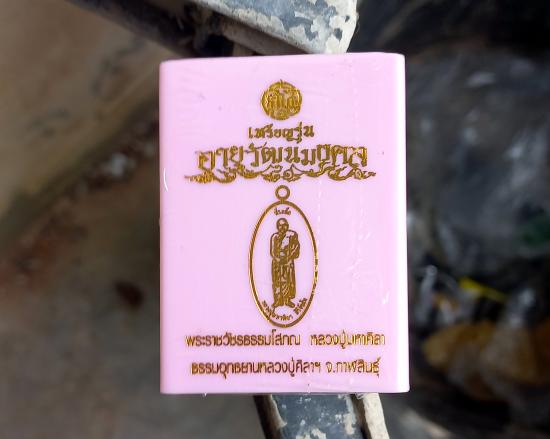 เหรียญรุ่น
อายุวัฒนมงคล
พระราชวัชรธรรมโสภณ หลวงปู่มหาศิลา
ธรรมอุทยานหลวงปู่ศิลาฯ จ.กาฬสินธุ์